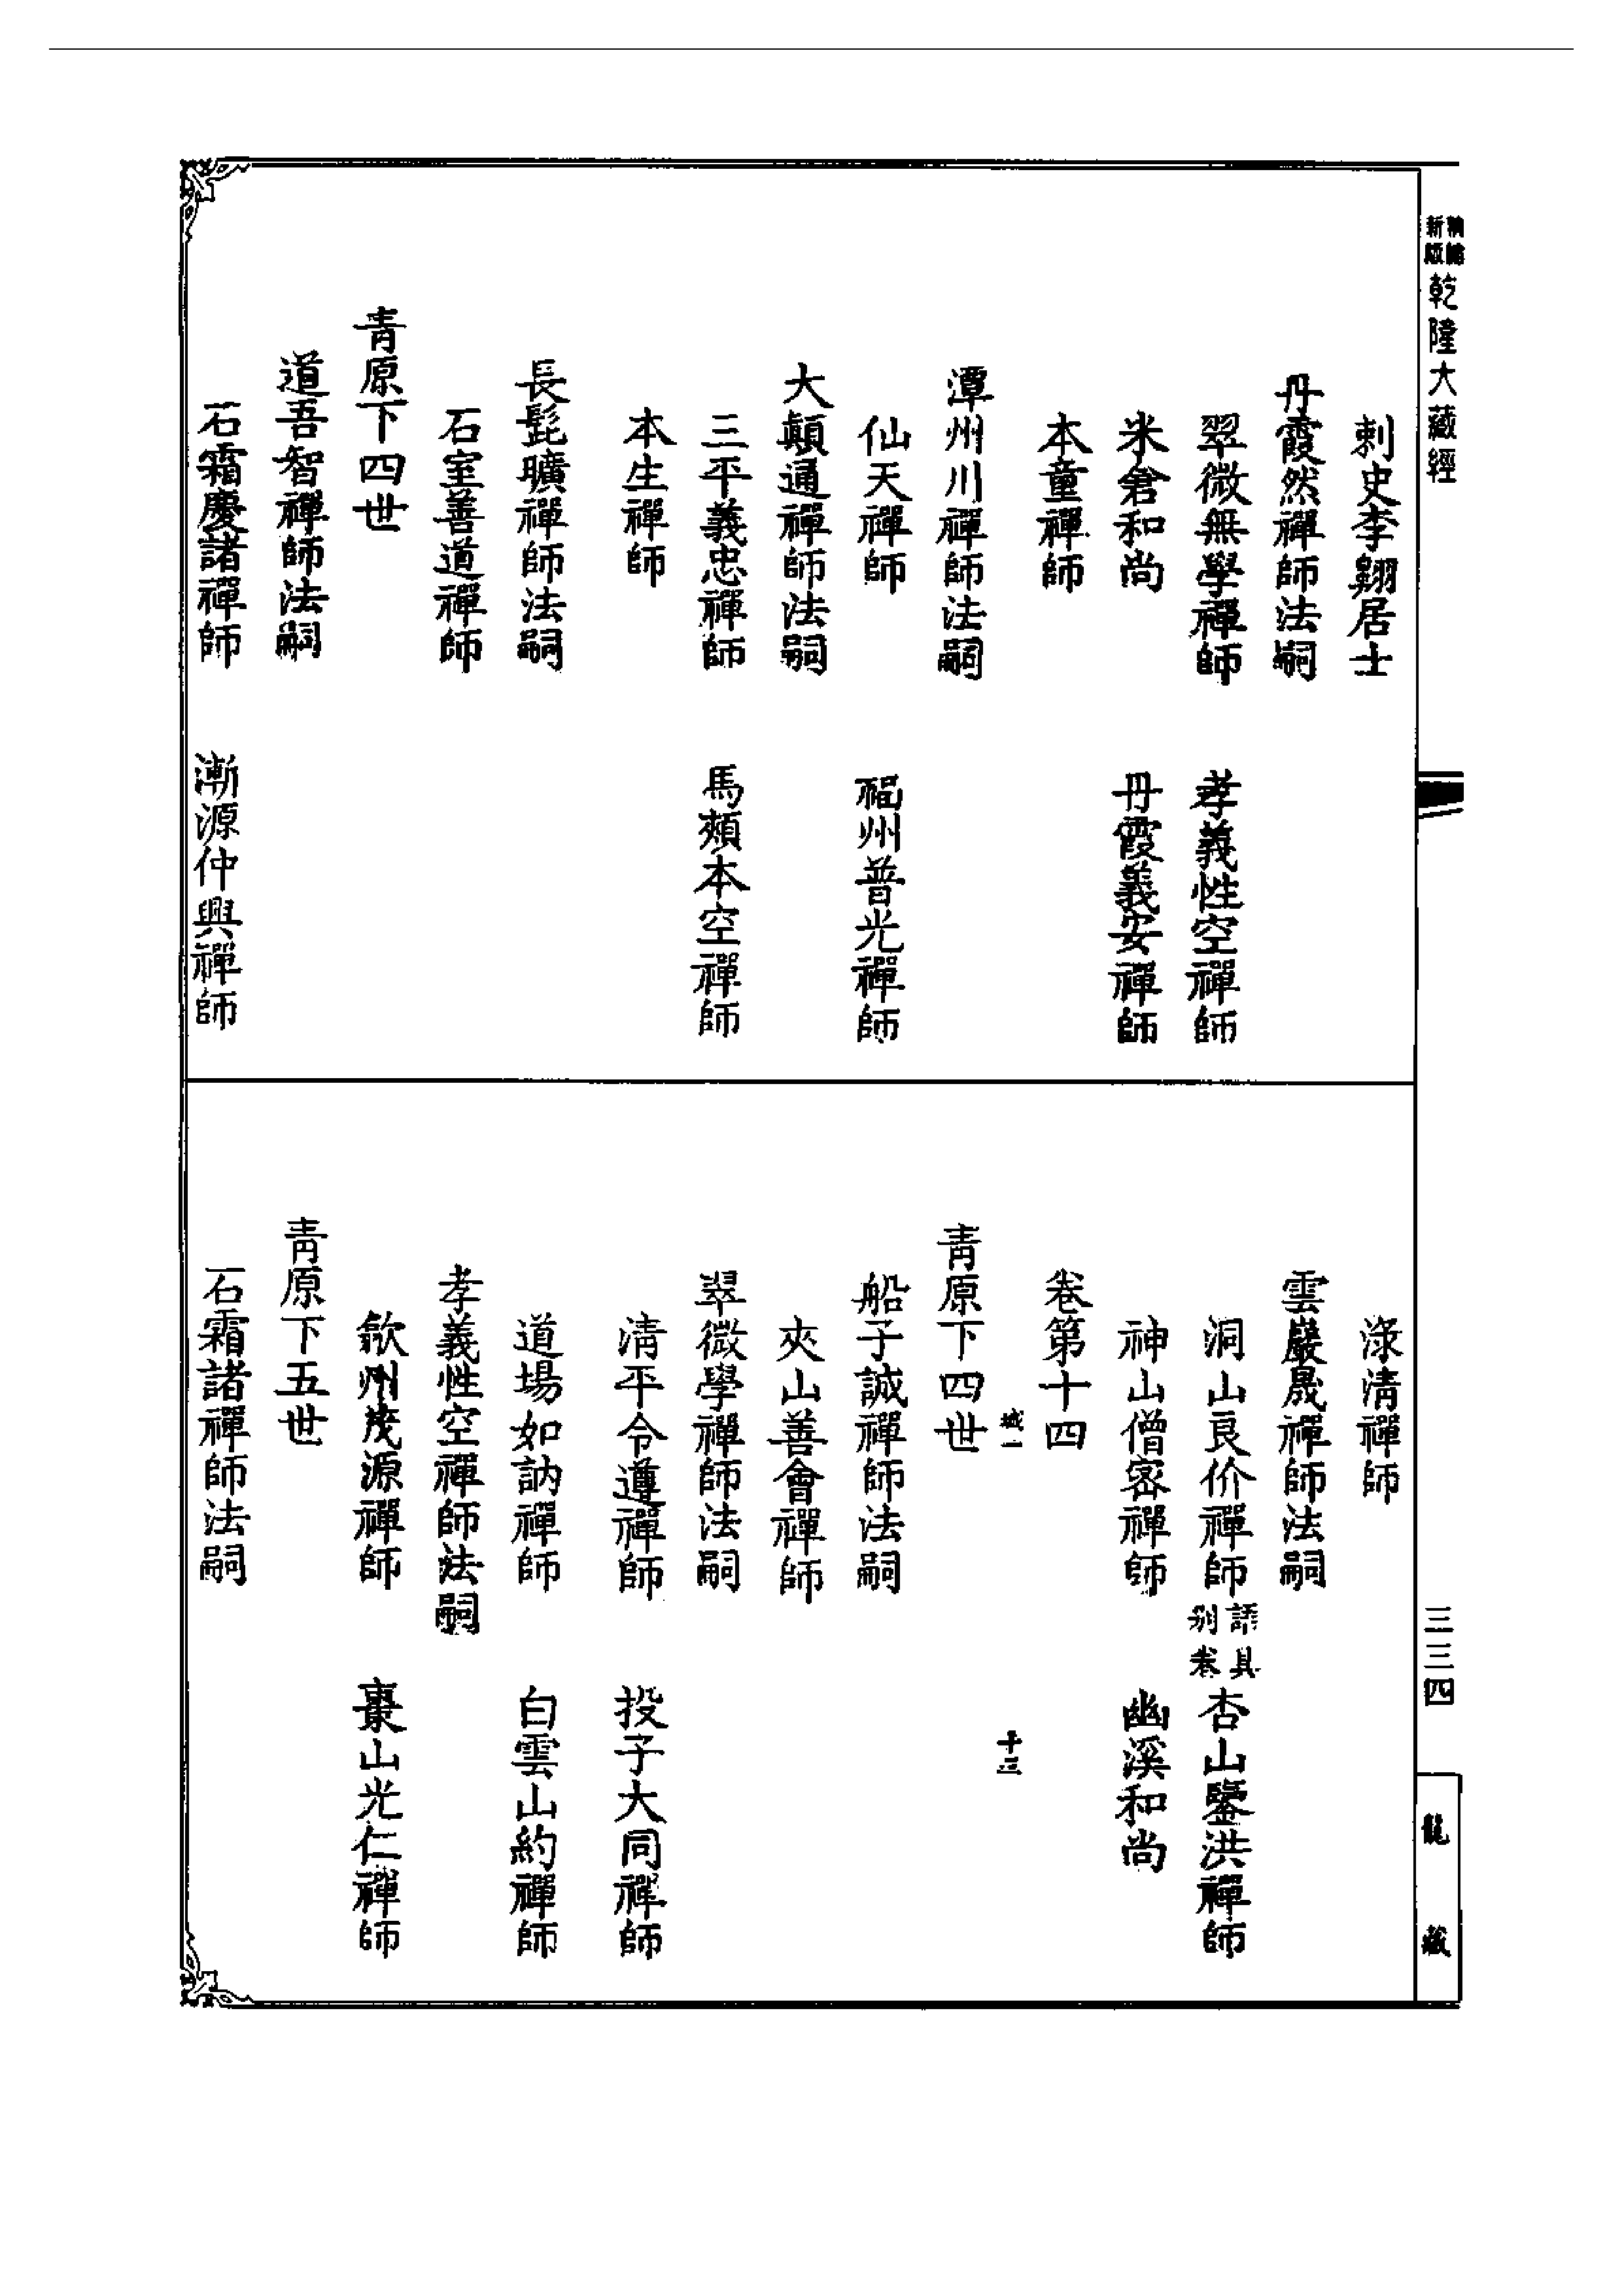 精縮新版 乾隆大藏經
刺史李翺居士
丹霞然禪師法嗣
翠微無學禪師　孝義性空禪師
米倉和尚　丹霞義安禪師
本童禪師
潭州川禪師法嗣
仙天禪師　福州普光禪師
大顛通禪師法嗣
三平義忠禪師　馬頰本空禪師
本生禪師
長髭曠禪師法嗣
石室善道禪師
青原下四世
道吾智禪師法嗣
石霜慶諸禪師　漸源仲興禪師
淥清禪師
雲巖晟禪師法嗣
洞山良价禪師 語具別卷　杏山鑒洪禪師
神山僧密禪師　幽溪和尚
卷第十四
城一　十三
青原下四世
船子誠禪師法嗣
夾山善會禪師
翠微學禪師法嗣
清平令遵禪師　投子大同禪師
道場如訥禪師　白雲山約禪師
孝義性空禪師法嗣
歙州茂源禪師　棗山光仁禪師
青原下五世
石霜諸禪師法嗣
三三四
龍藏